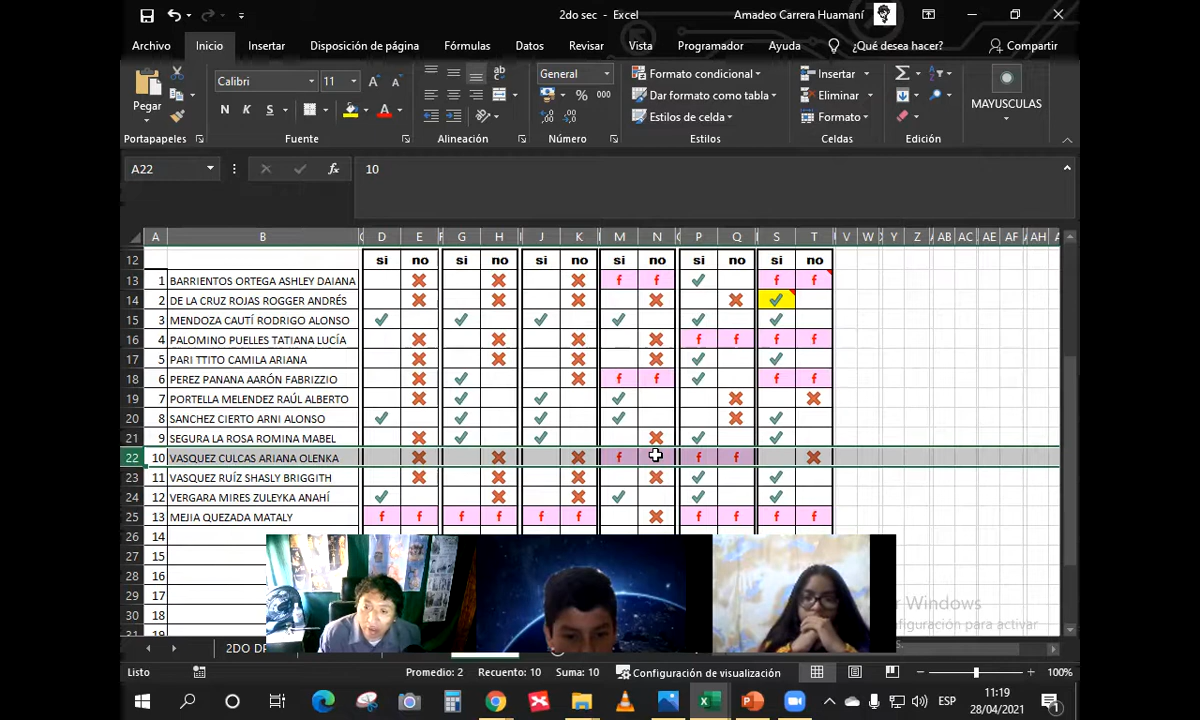 2do sec - Excel Amadeo Carrera Huamaní
Archivo Inicio Insertar Disposición de página Fórmulas Datos Revisar Vista Programador Ayuda ¿Qué desea hacer? Compartir
Pegar
Calibri 11 General
N K S
% 000
Formato condicional
Dar formato como tabla
Estilos de celda
Insertar
Eliminar
Formato
MAYUSCULAS
Portapapeles Fuente Alineación Número Estilos Celdas Edición
A22 fx 10
A B D E G H J K M N P Q S T V W Y Z AB AC AE AF AH
12 si no si no si no si no si no si no
13 1 BARRIENTOS ORTEGA ASHLEY DAIANA f f f f
14 2 DE LA CRUZ ROJAS ROGGER ANDRÉS
15 3 MENDOZA CAUTÍ RODRIGO ALONSO
16 4 PALOMINO PUELLES TATIANA LUCÍA f f f f
17 5 PARI TTITO CAMILA ARIANA
18 6 PEREZ PANANA AARÓN FABRIZZIO f f f f
19 7 PORTELLA MELENDEZ RAÚL ALBERTO
20 8 SANCHEZ CIERTO ARNI ALONSO
21 9 SEGURA LA ROSA ROMINA MABEL
22 10 VASQUEZ CULCAS ARIANA OLENKA f f f
23 11 VASQUEZ RUÍZ SHASLY BRIGGITH
24 12 VERGARA MIRES ZULEYKA ANAHÍ
25 13 MEJIA QUEZADA MATALY f f f f f f f f f f
26 14
27 15
28 16
29 17
30 18
31 19
Windows
figuración para activar
s.
2DO
Listo Promedio: 2 Recuento: 10 Suma: 10 Configuración de visualización 100%
ESP 11:19
28/04/2021